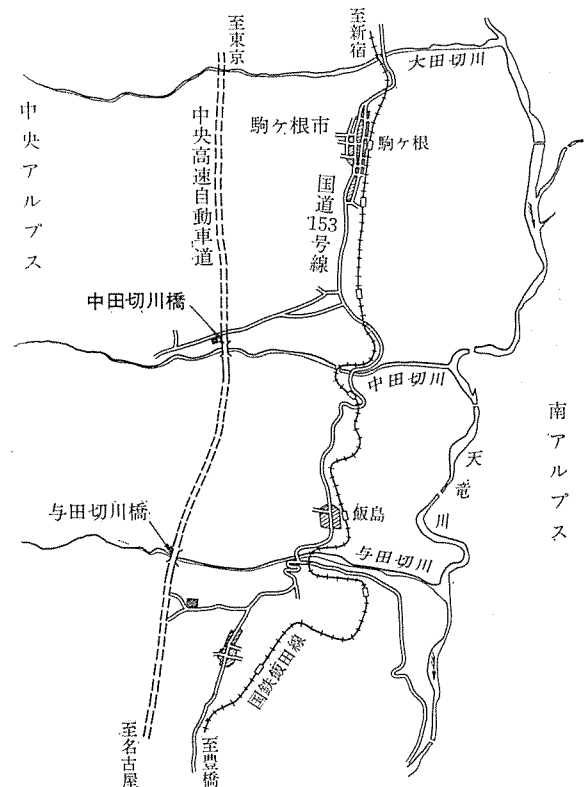 至東京
至新宿
大田切川
中央アルプス
中央高速自動車道
駒ケ根市
駒ケ根
国道153号線
中田切川橋
中田切川
南アルプス
天竜川
与田切川橋
飯島
与田切川
国鉄飯田線
至名古屋
至豊橋